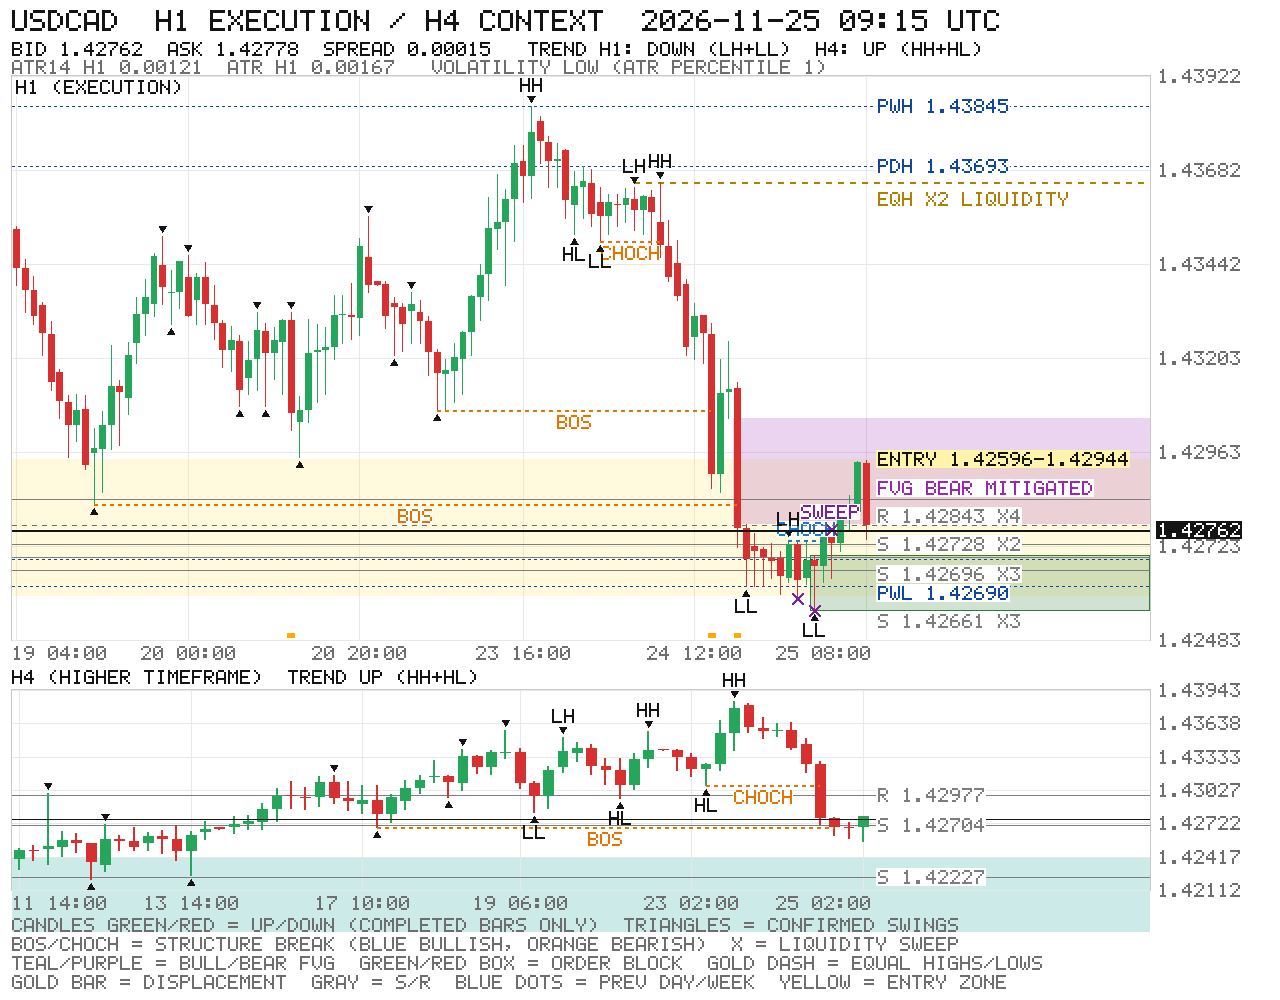 USDCAD  H1 EXECUTION / H4 CONTEXT  2026-11-25 09:15 UTC
BID 1.42762  ASK 1.42778  SPREAD 0.00015   TREND H1: DOWN (LH+LL)  H4: UP (HH+HL)
ATR14 H1 0.00121  ATR H1 0.00167   VOLATILITY LOW (ATR PERCENTILE 1)
1.43922
H1 (EXECUTION)
HH
PWH 1.43845
LH HH
PDH 1.43693
1.43682
EQH X2 LIQUIDITY
HL LL CHOCH
1.43442
1.43203
BOS
1.42963
ENTRY 1.42596-1.42944
FVG BEAR MITIGATED
BOS
LH SWEEP
R 1.42843 X4
CHOCH
1.42762
S 1.42728 X2
1.42723
S 1.42696 X3
PWL 1.42690
LL
LL
S 1.42661 X3
1.42483
19 04:00  20 00:00  20 20:00  23 16:00  24 12:00  25 08:00
H4 (HIGHER TIMEFRAME)  TREND UP (HH+HL)
HH
1.43943
LH HH
1.43638
1.43333
1.43027
HL CHOCH
R 1.42977
LL HL
BOS
1.42722
S 1.42704
1.42417
S 1.42227
1.42112
11 14:00  13 14:00  17 10:00  19 06:00  23 02:00  25 02:00
CANDLES GREEN/RED = UP/DOWN (COMPLETED BARS ONLY)  TRIANGLES = CONFIRMED SWINGS
BOS/CHOCH = STRUCTURE BREAK (BLUE BULLISH, ORANGE BEARISH)  X = LIQUIDITY SWEEP
TEAL/PURPLE = BULL/BEAR FVG  GREEN/RED BOX = ORDER BLOCK  GOLD DASH = EQUAL HIGHS/LOWS
GOLD BAR = DISPLACEMENT  GRAY = S/R  BLUE DOTS = PREV DAY/WEEK  YELLOW = ENTRY ZONE